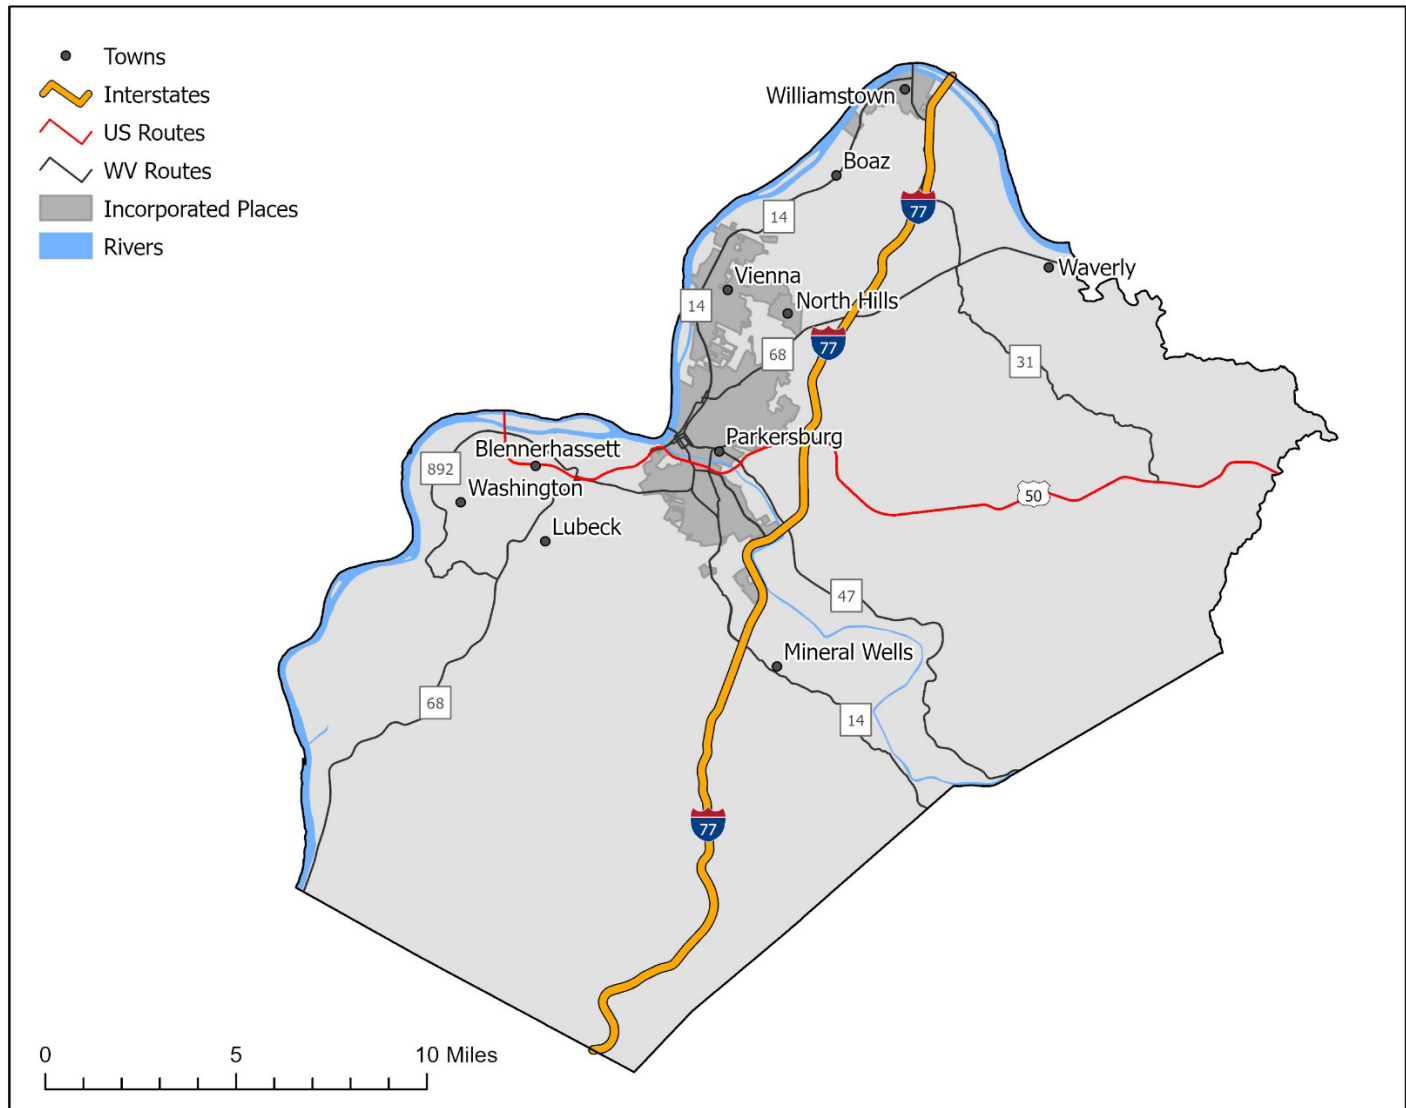 Towns
Interstates
US Routes
WV Routes
Incorporated Places
Rivers
Williamstown
Boaz
77
14
Vienna
Waverly
North Hills
14
77
68
31
Parkersburg
Blennerhassett
892
Washington
50
Lubeck
47
Mineral Wells
68
14
77
0 5 10 Miles